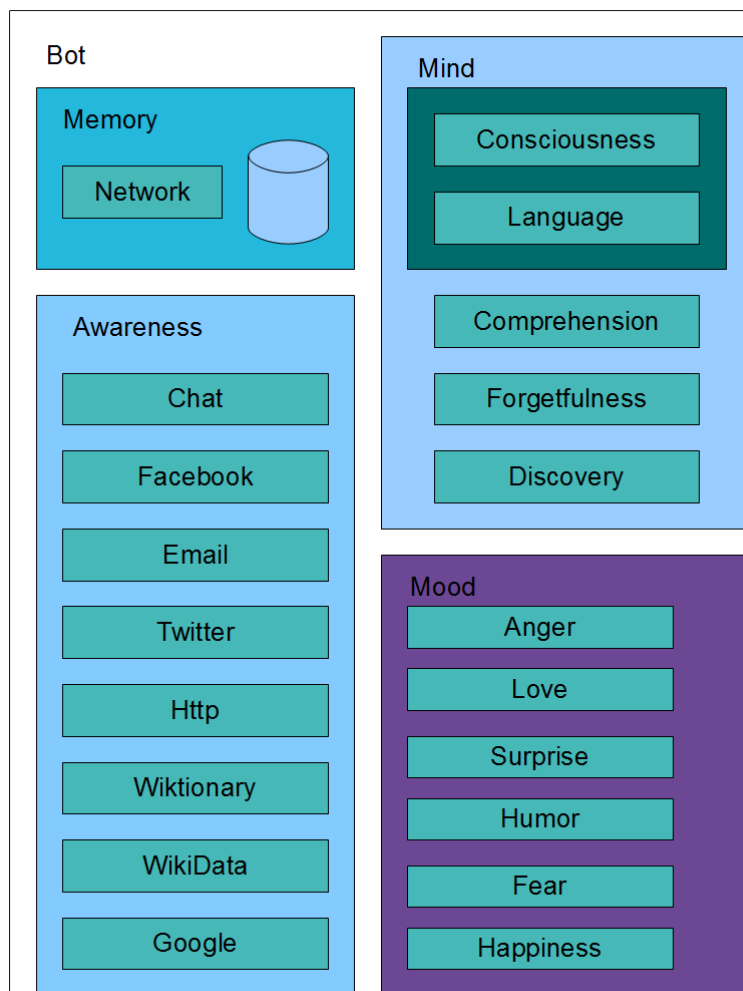 Bot
Memory
Network
Awareness
Chat
Facebook
Email
Twitter
Http
Wiktionary
WikiData
Google
Mind
Consciousness
Language
Comprehension
Forgetfulness
Discovery
Mood
Anger
Love
Surprise
Humor
Fear
Happiness